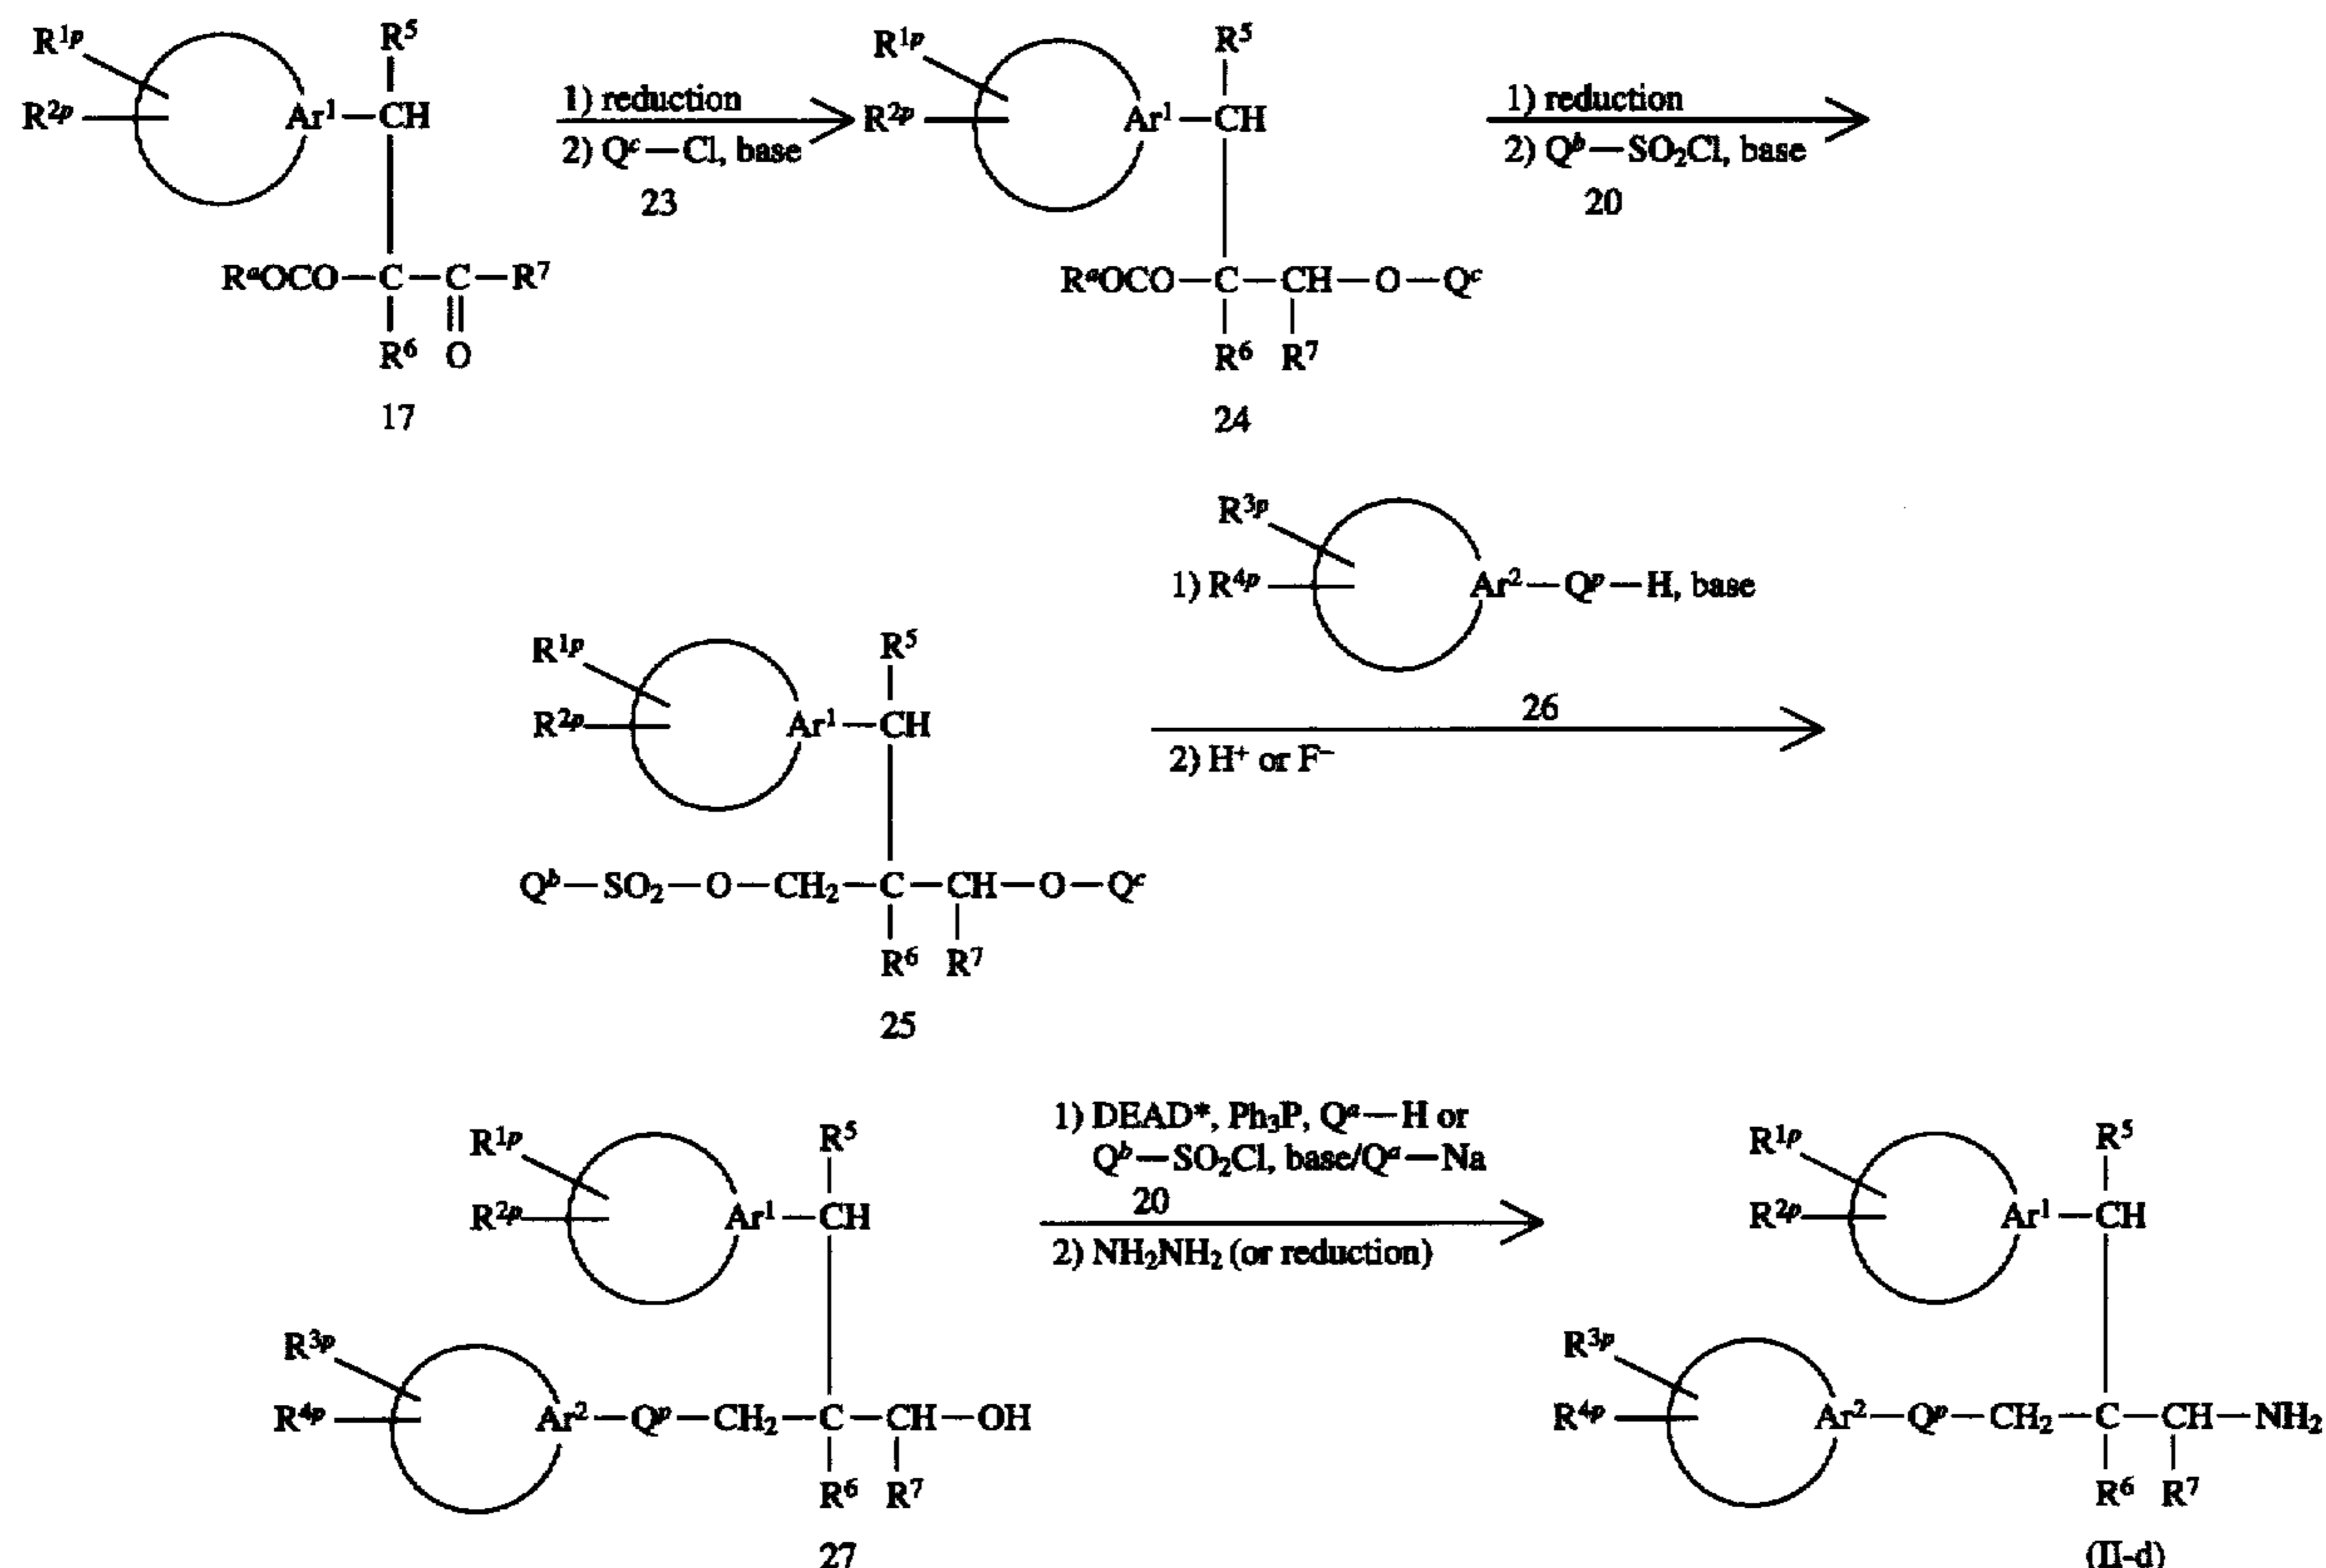 R¹ᵖ R⁵ R¹ᵖ R⁵
R²ᵖ Ar¹—CH 1) reduction R²ᵖ Ar¹—CH 1) reduction
2) Qᶜ—Cl, base 2) Qᵇ—SO₂Cl, base
23 20
RᵃOCO—C—C—R⁷ RᵃOCO—C—CH—O—Qᶜ
R⁶ O R⁶ R⁷
17 24
R³ᵖ
1) R⁴ᵖ Ar²—Qᵖ—H, base
R¹ᵖ R⁵
R²ᵖ Ar¹—CH 26
2) H⁺ or F⁻
Qᵇ—SO₂—O—CH₂—C—CH—O—Qᶜ
R⁶ R⁷
25
1) DEAD*, Ph₃P, Qᵃ—H or
R¹ᵖ R⁵ Qᵇ—SO₂Cl, base/Qᵃ—Na R¹ᵖ R⁵
R²ᵖ Ar¹—CH 20 R²ᵖ Ar¹—CH
2) NH₂NH₂ (or reduction)
R³ᵖ R³ᵖ
R⁴ᵖ Ar²—Qᵖ—CH₂—C—CH—OH R⁴ᵖ Ar²—Qᵖ—CH₂—C—CH—NH₂
R⁶ R⁷ R⁶ R⁷
27 (II-d)